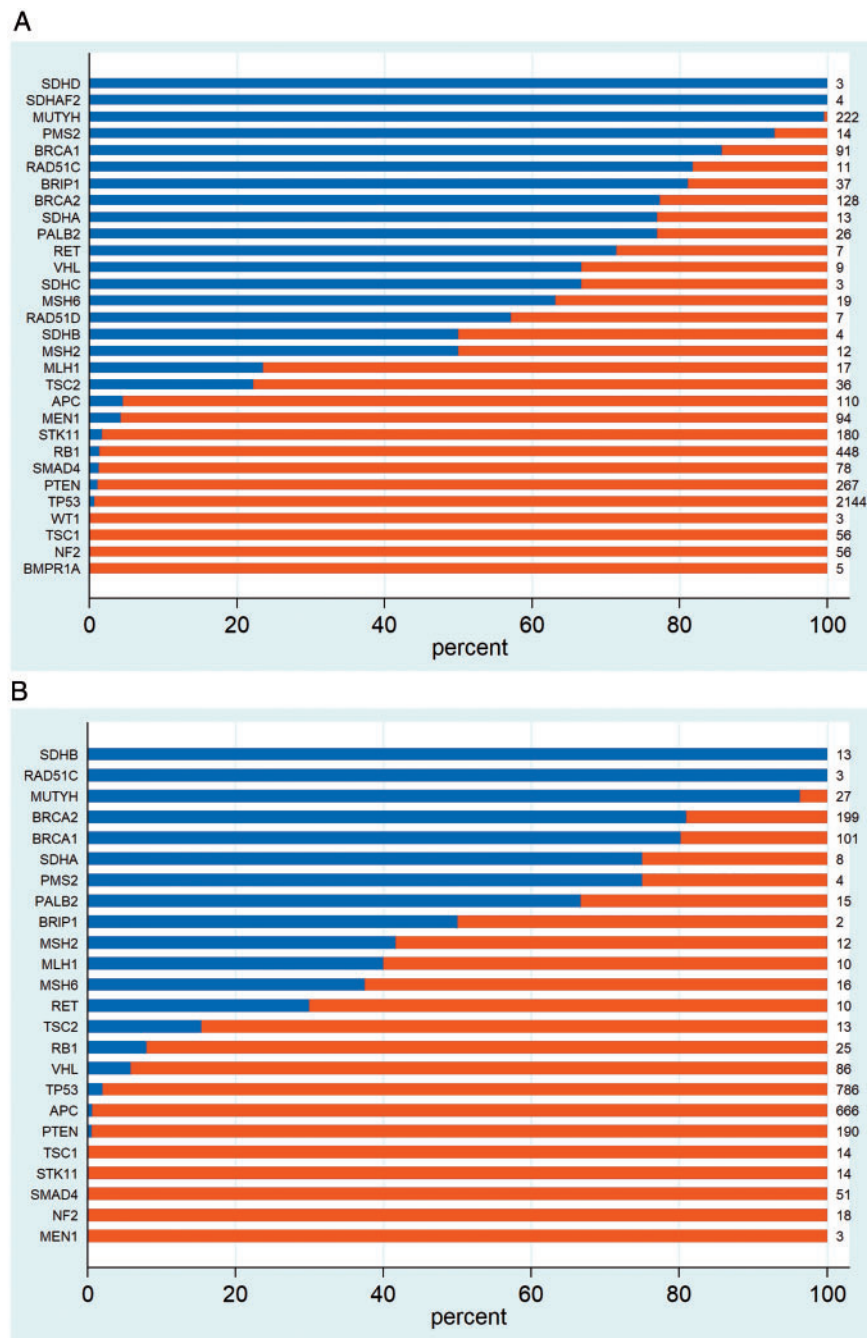 A
SDHD 3
SDHAF2 4
MUTYH 222
PMS2 14
BRCA1 91
RAD51C 11
BRIP1 37
BRCA2 128
SDHA 13
PALB2 26
RET 7
VHL 9
SDHC 3
MSH6 19
RAD51D 7
SDHB 4
MSH2 12
MLH1 17
TSC2 36
APC 110
MEN1 94
STK11 180
RB1 448
SMAD4 78
PTEN 267
TP53 2144
WT1 3
TSC1 56
NF2 56
BMPR1A 5
0 20 40 60 80 100
percent
B
SDHB 13
RAD51C 3
MUTYH 27
BRCA2 199
BRCA1 101
SDHA 8
PMS2 4
PALB2 15
BRIP1 2
MSH2 12
MLH1 10
MSH6 16
RET 10
TSC2 13
RB1 25
VHL 86
TP53 786
APC 666
PTEN 190
TSC1 14
STK11 14
SMAD4 51
NF2 18
MEN1 3
0 20 40 60 80 100
percent